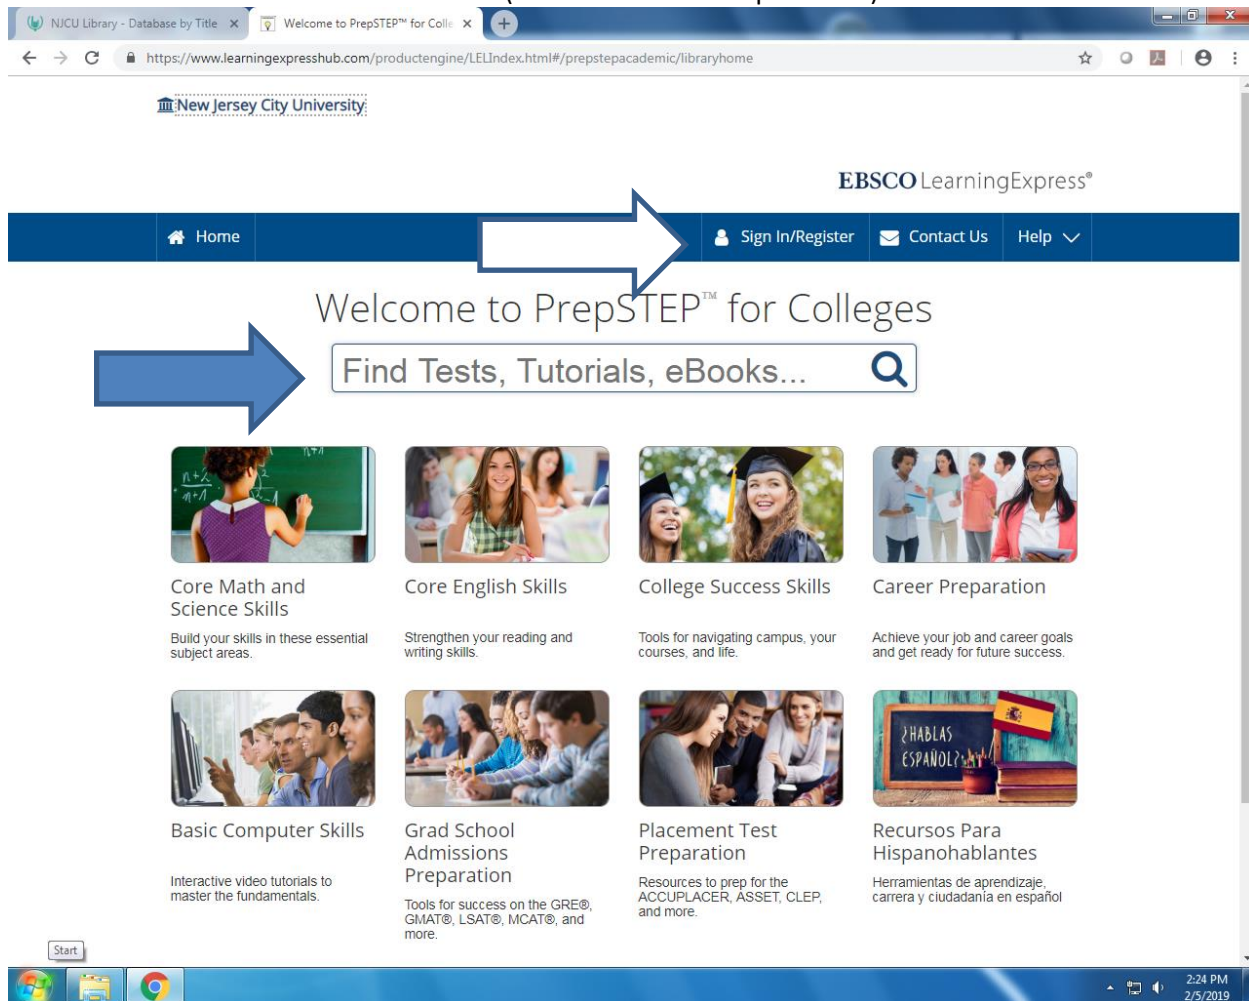 NJCU Library - Database by Title
Welcome to PrepSTEP™ for Colle
https://www.learningexpresshub.com/productengine/LELIndex.html#/prepstepacademic/libraryhome
New Jersey City University
EBSCO LearningExpress®
Home
Sign In/Register
Contact Us
Help
Welcome to PrepSTEP™ for Colleges
Find Tests, Tutorials, eBooks...
n+2
n+1
n+1
¿HABLAS
ESPAÑOL?
Core Math and
Science Skills
Build your skills in these essential
subject areas.
Core English Skills
Strengthen your reading and
writing skills.
College Success Skills
Tools for navigating campus, your
courses, and life.
Career Preparation
Achieve your job and career goals
and get ready for future success.
Basic Computer Skills
Interactive video tutorials to
master the fundamentals.
Grad School
Admissions
Preparation
Tools for success on the GRE®,
GMAT®, LSAT®, MCAT®, and
more.
Placement Test
Preparation
Resources to prep for the
ACCUPLACER, ASSET, CLEP,
and more.
Recursos Para
Hispanohablantes
Herramientas de aprendizaje,
carrera y ciudadanía en español
Start
2:24 PM
2/5/2019